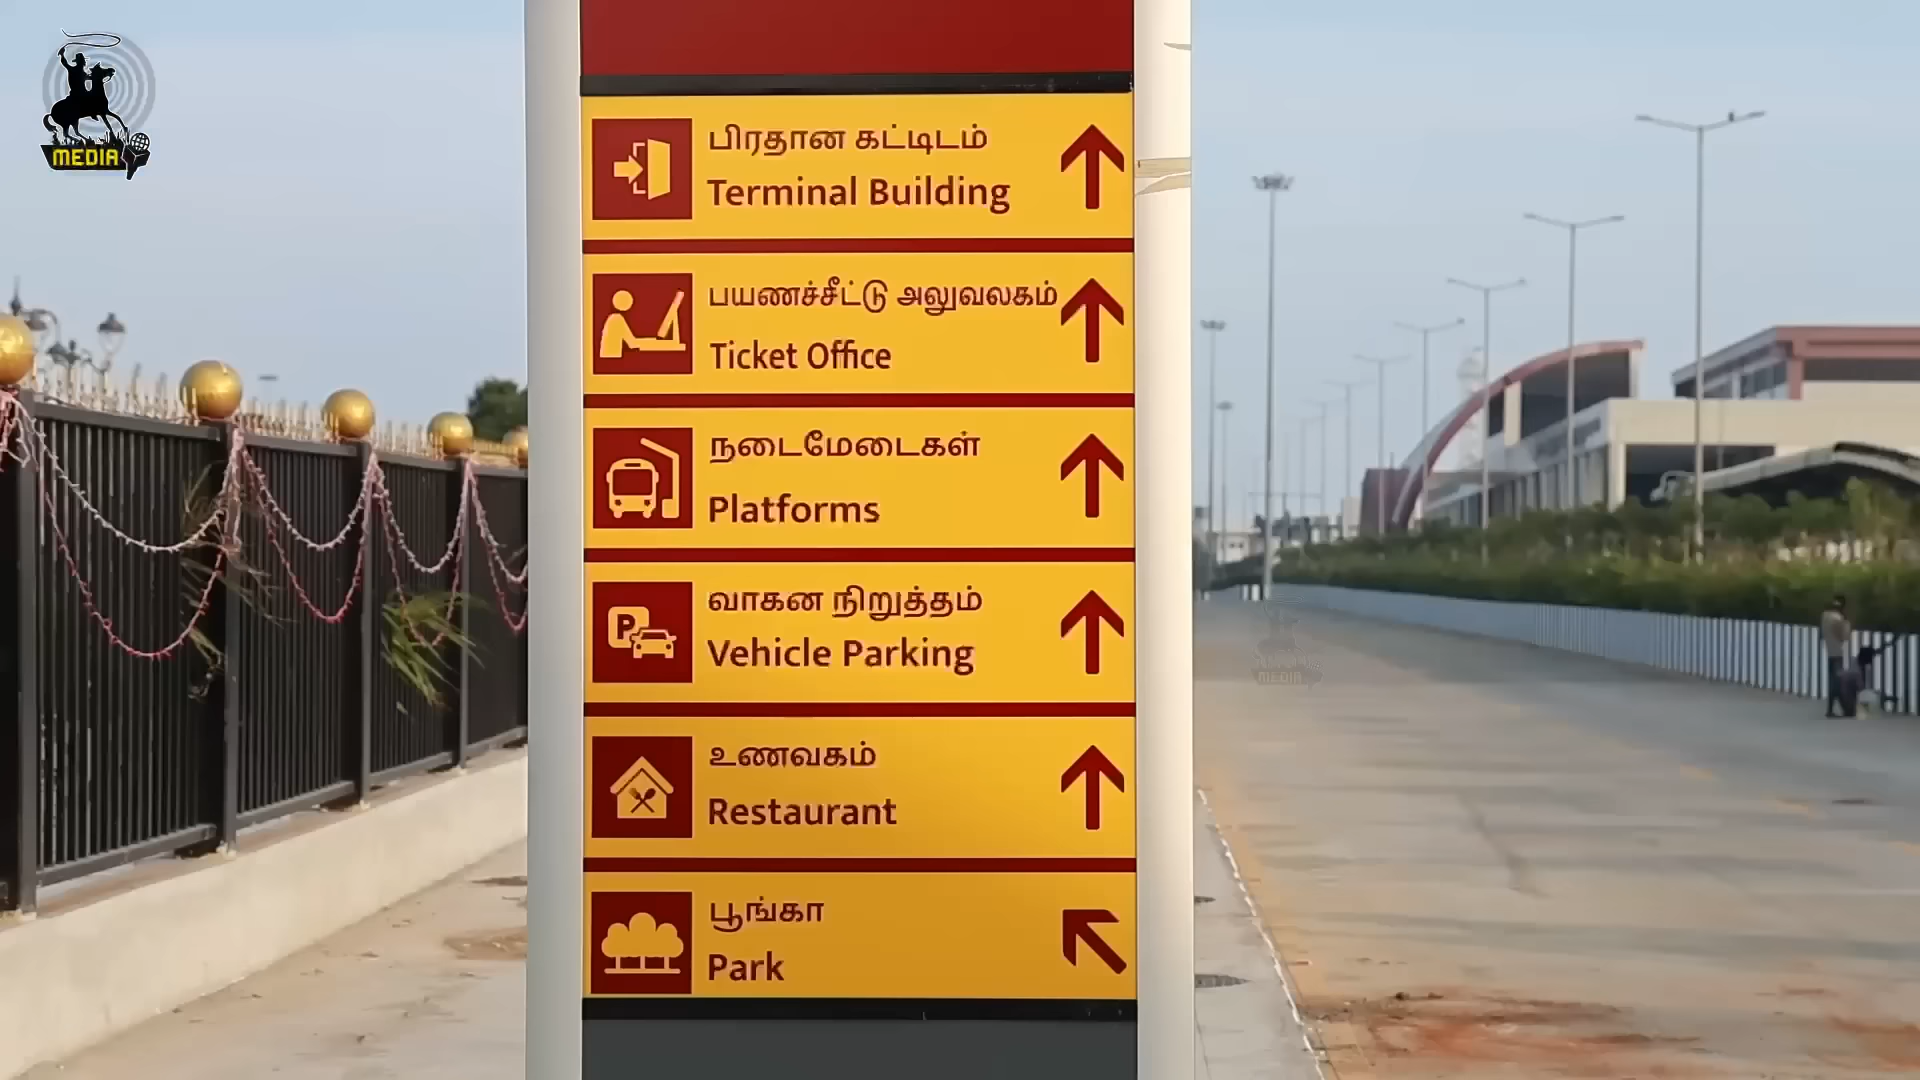 MEDIA
பிரதான கட்டிடம்
Terminal Building
பயணச்சீட்டு அலுவலகம்
Ticket Office
நடைமேடைகள்
Platforms
P
வாகன நிறுத்தம்
Vehicle Parking
உணவகம்
Restaurant
பூங்கா
Park
MEDIA